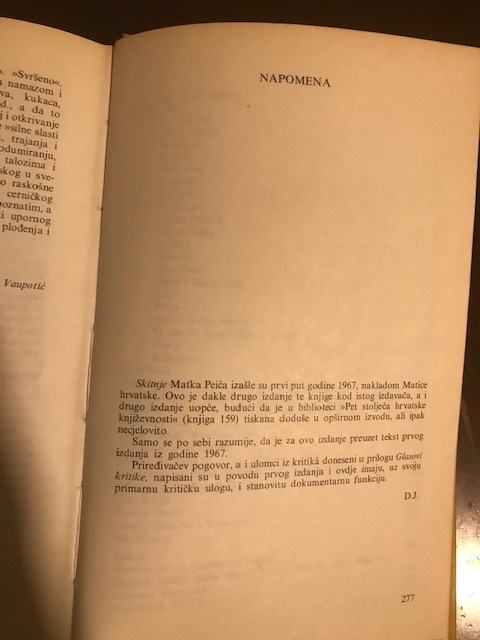 . »Svršeno«.
namazom i
va, kukaca,
d., a da to
j i otkrivanje
e »silne slasti
, trajanja i
odumiranju,
talozima i
skog u sve-
o raskošne
cerničkog
poznatim, a
ti upornog
plođenja i
Vaupotić
NAPOMENA
Skitnje Matka Peića izašle su prvi put godine 1967, nakladom Matice
hrvatske. Ovo je dakle drugo izdanje te knjige kod istog izdavača, a i
drugo izdanje uopće, budući da je u biblioteci »Pet stoljeća hrvatske
književnosti« (knjiga 159) tiskana doduše u opširnom izvodu, ali ipak
necjelovito.
Samo se po sebi razumije, da je za ovo izdanje preuzet tekst prvog
izdanja iz godine 1967.
Priređivačev pogovor, a i ulomci iz kritikâ doneseni u prilogu Glasovi
kritike, napisani su u povodu prvog izdanja i ovdje imaju, uz svoju
primarnu kritičku ulogu, i stanovitu dokumentarnu funkciju.
D.J.
277